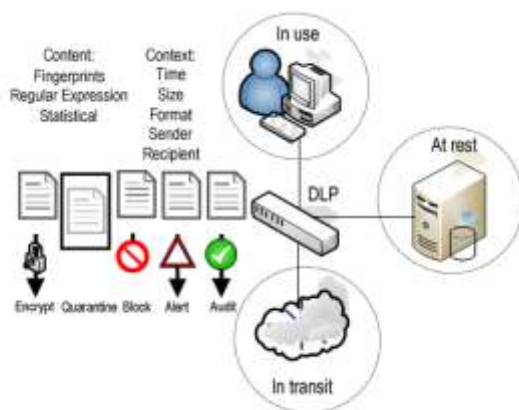 Content:
Fingerprints
Regular Expression
Statistical
Context:
Time
Size
Format
Sender
Recipient
In use
At rest
DLP
Encrypt
Quarantine
Block
Alert
Audit
In transit